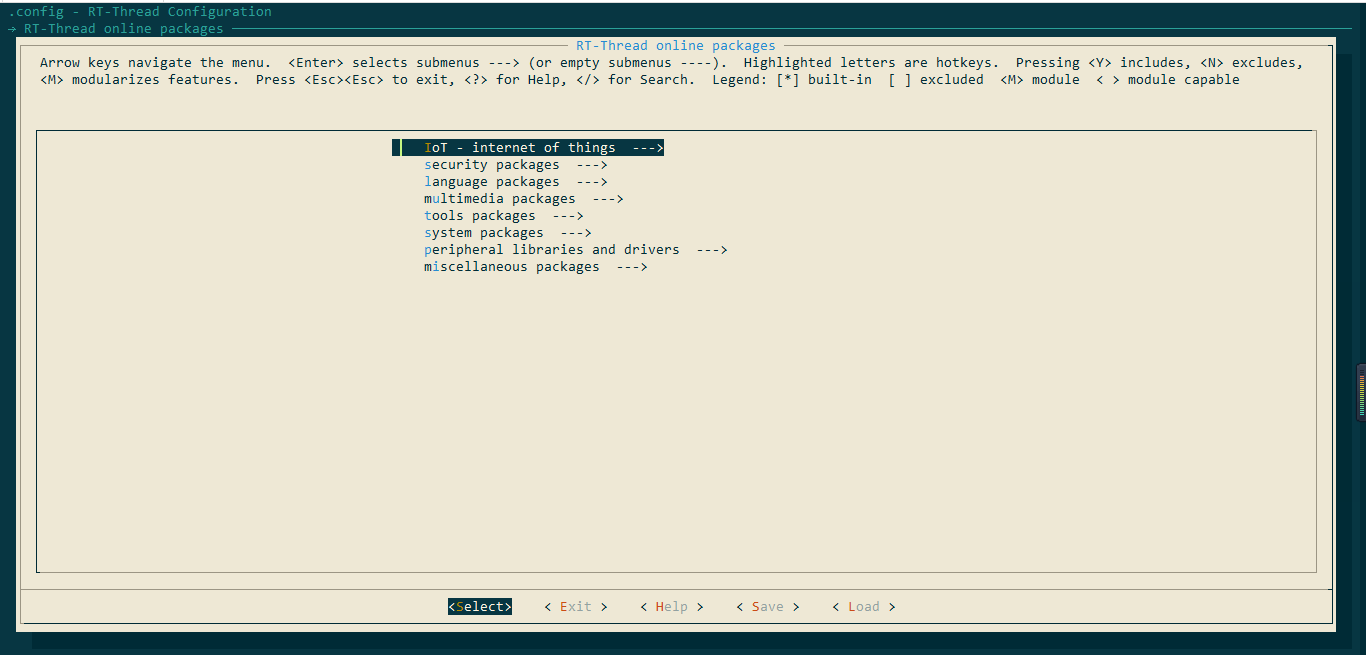 .config - RT-Thread Configuration
→ RT-Thread online packages
RT-Thread online packages
Arrow keys navigate the menu.  <Enter> selects submenus ---> (or empty submenus ----).  Highlighted letters are hotkeys.  Pressing <Y> includes, <N> excludes,
<M> modularizes features.  Press <Esc><Esc> to exit, <?> for Help, </> for Search.  Legend: [*] built-in  [ ] excluded  <M> module  < > module capable
IoT - internet of things  --->
security packages  --->
language packages  --->
multimedia packages  --->
tools packages  --->
system packages  --->
peripheral libraries and drivers  --->
miscellaneous packages  --->
<Select>    < Exit >    < Help >    < Save >    < Load >